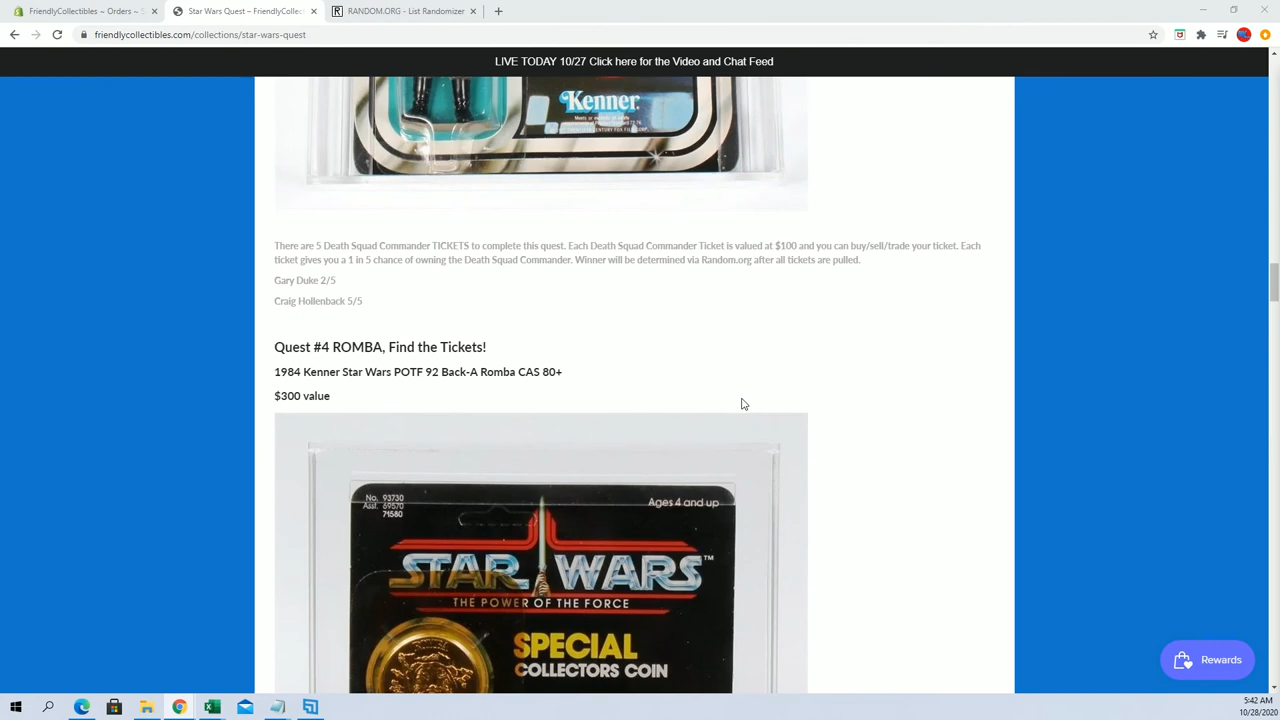 FriendlyCollectibles ~ Orders ~ S
Star Wars Quest – FriendlyCollect
RANDOM.ORG - List Randomizer
friendlycollectibles.com/collections/star-wars-quest
LIVE TODAY 10/27 Click here for the Video and Chat Feed
Kenner
There are 5 Death Squad Commander TICKETS to complete this quest. Each Death Squad Commander Ticket is valued at $100 and you can buy/sell/trade your ticket. Each
ticket gives you a 1 in 5 chance of owning the Death Squad Commander. Winner will be determined via Random.org after all tickets are pulled.
Gary Duke 2/5
Craig Hollenback 5/5
Quest #4 ROMBA, Find the Tickets!
1984 Kenner Star Wars POTF 92 Back-A Romba CAS 80+
$300 value
No. 93730
Asst. 69570
71580
Ages 4 and up
STAR WARS™
THE POWER OF THE FORCE
SPECIAL
COLLECTORS COIN
Rewards
5:42 AM
10/28/2020